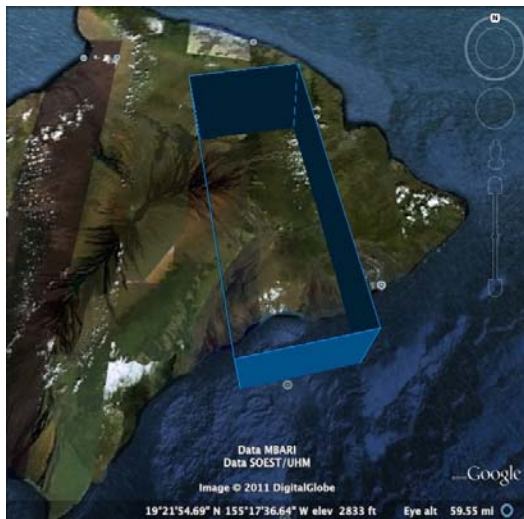 N
Data MBARI
Data SOEST/UHM
Image © 2011 DigitalGlobe
Google
19°21'54.69" N 155°17'36.64" W elev 2833 ft Eye alt 59.55 mi